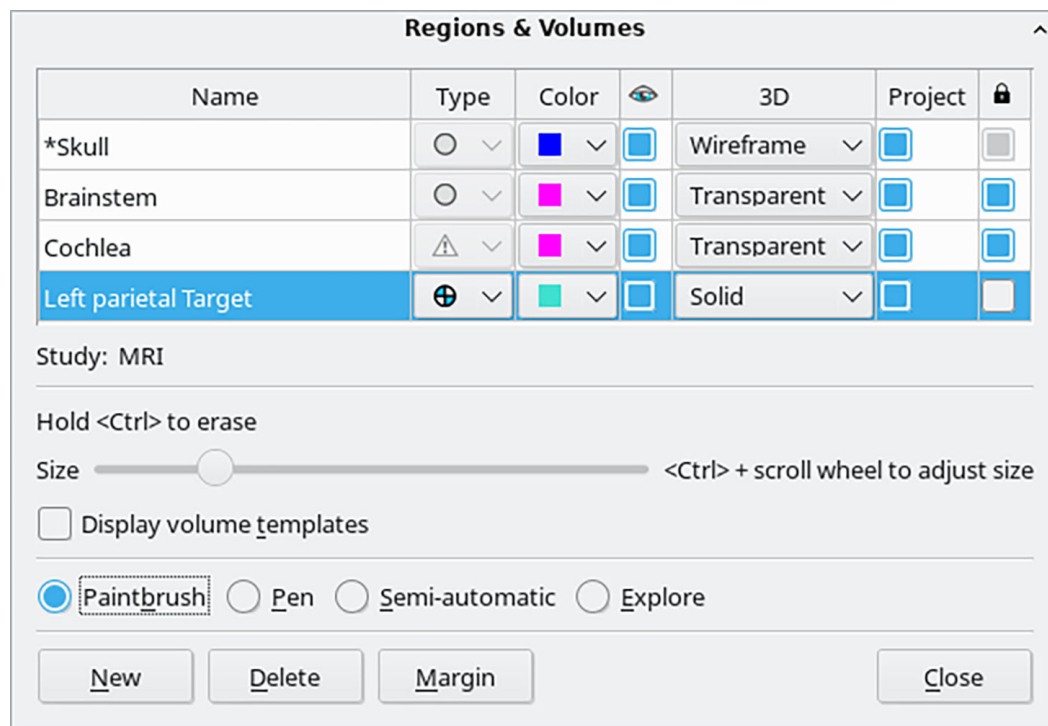 Regions & Volumes
Name Type Color 3D Project
*Skull Wireframe
Brainstem Transparent
Cochlea Transparent
Left parietal Target Solid
Study: MRI
Hold <Ctrl> to erase
Size <Ctrl> + scroll wheel to adjust size
Display volume templates
Paintbrush Pen Semi-automatic Explore
New Delete Margin Close